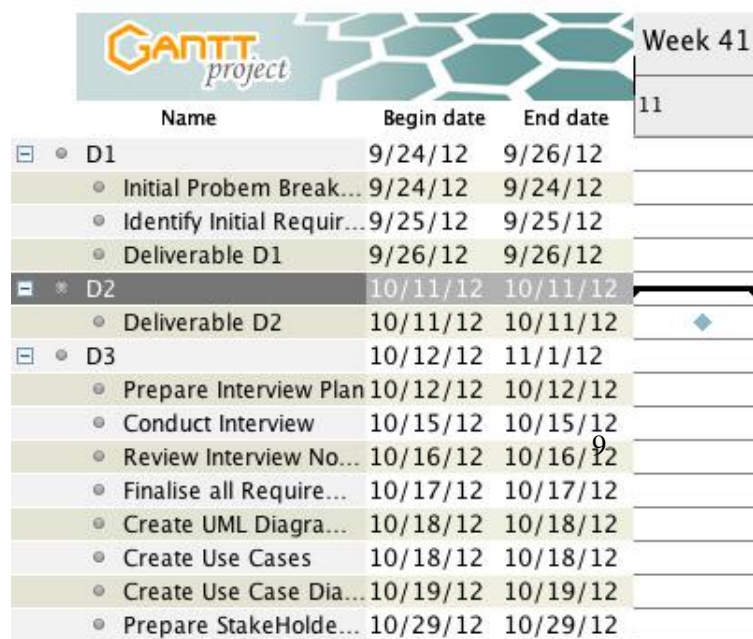 GANTT project
Week 41
11
Name Begin date End date
D1 9/24/12 9/26/12
Initial Probem Break... 9/24/12 9/24/12
Identify Initial Requir... 9/25/12 9/25/12
Deliverable D1 9/26/12 9/26/12
D2 10/11/12 10/11/12
Deliverable D2 10/11/12 10/11/12
D3 10/12/12 11/1/12
Prepare Interview Plan 10/12/12 10/12/12
Conduct Interview 10/15/12 10/15/12
9
Review Interview No... 10/16/12 10/16/12
Finalise all Require... 10/17/12 10/17/12
Create UML Diagra... 10/18/12 10/18/12
Create Use Cases 10/18/12 10/18/12
Create Use Case Dia... 10/19/12 10/19/12
Prepare StakeHolde... 10/29/12 10/29/12